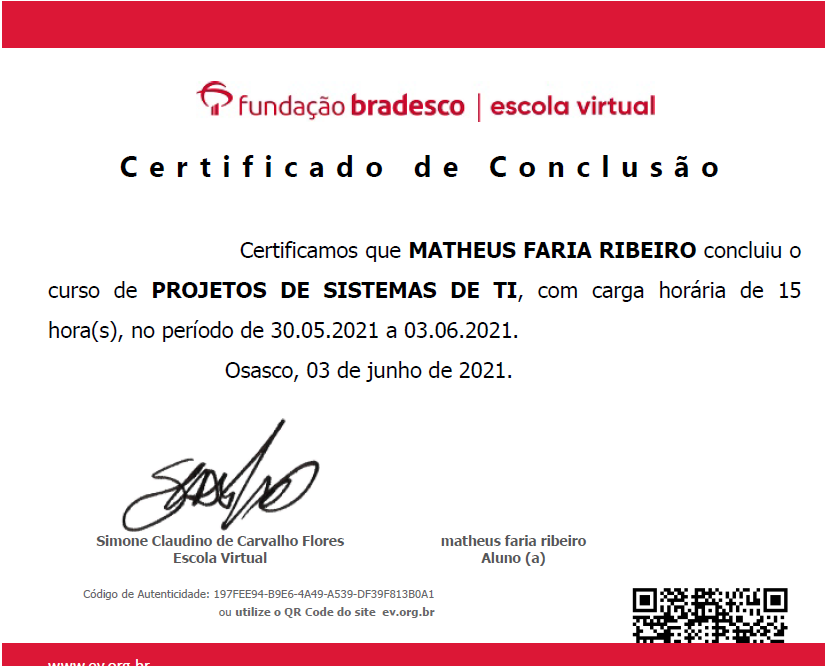 fundação bradesco | escola virtual
Certificado de Conclusão
Certificamos que MATHEUS FARIA RIBEIRO concluiu o
curso de PROJETOS DE SISTEMAS DE TI, com carga horária de 15
hora(s), no período de 30.05.2021 a 03.06.2021.
Osasco, 03 de junho de 2021.
Simone Claudino de Carvalho Flores
Escola Virtual
matheus faria ribeiro
Aluno (a)
Código de Autenticidade: 197FEE94-B9E6-4A49-A539-DF39F813B0A1
ou utilize o QR Code do site ev.org.br
www.ev.org.br